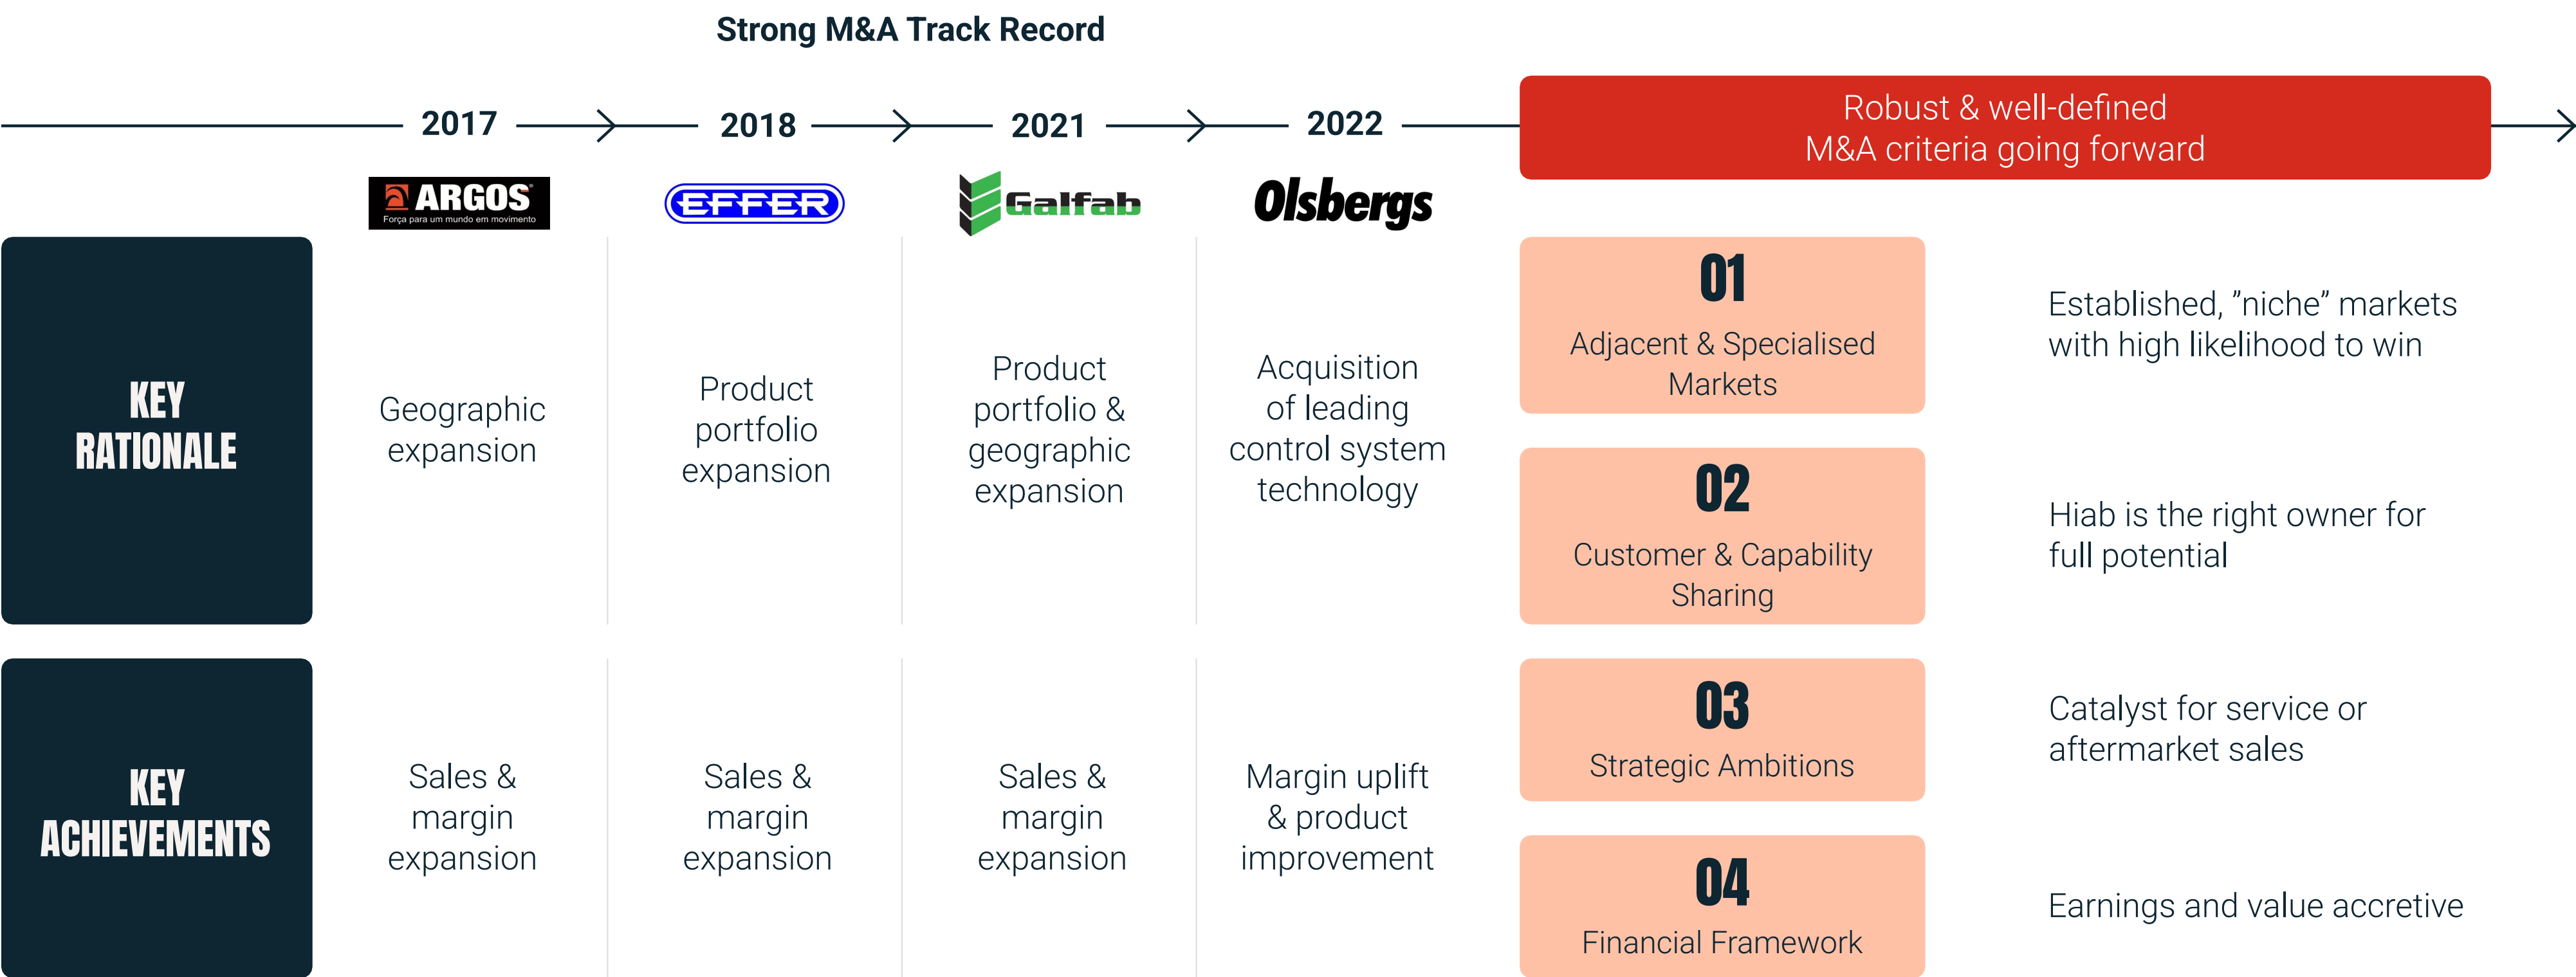 Strong M&A Track Record
2017
2018
2021
2022
Robust & well-defined
M&A criteria going forward
ARGOS
Força para um mundo em movimento
EFFER
Galfab
Olsbergs
KEY
RATIONALE
Geographic
expansion
Product
portfolio
expansion
Product
portfolio &
geographic
expansion
Acquisition
of leading
control system
technology
KEY
ACHIEVEMENTS
Sales &
margin
expansion
Sales &
margin
expansion
Sales &
margin
expansion
Margin uplift
& product
improvement
01
Adjacent & Specialised
Markets
Established, ”niche” markets
with high likelihood to win
02
Customer & Capability
Sharing
Hiab is the right owner for
full potential
03
Strategic Ambitions
Catalyst for service or
aftermarket sales
04
Financial Framework
Earnings and value accretive